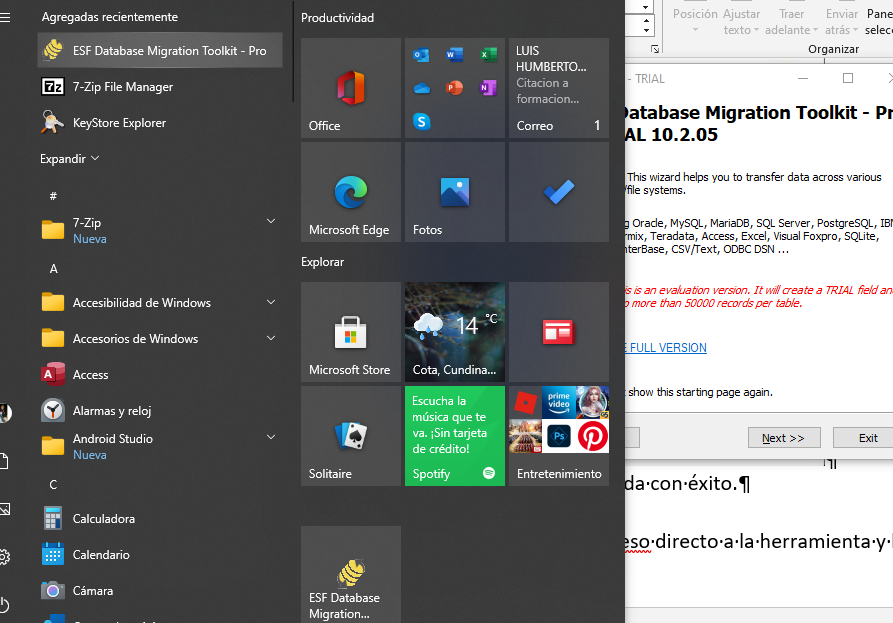 Agregadas recientemente
ESF Database Migration Toolkit - Pro
7-Zip File Manager
KeyStore Explorer
Expandir
#
7-Zip
Nueva
A
Accesibilidad de Windows
Accesorios de Windows
Access
Alarmas y reloj
Android Studio
Nueva
C
Calculadora
Calendario
Cámara
Productividad
Office
LUIS
HUMBERTO...
Citacion a
formacion...
Correo 1
Microsoft Edge
Fotos
Explorar
Microsoft Store
14 °C
Cota, Cundina...
Solitaire
Escucha la
música que te
va. ¡Sin tarjeta
de crédito!
Spotify
prime
video
Ps
Entretenimiento
ESF Database
Migration...
Posición Ajustar Traer Enviar Pane
texto adelante atrás selec
Organizar
- TRIAL
Database Migration Toolkit - Pr
AL 10.2.05
This wizard helps you to transfer data across various
/file systems.
g Oracle, MySQL, MariaDB, SQL Server, PostgreSQL, IBM
rmix, Teradata, Access, Excel, Visual Foxpro, SQLite,
nterBase, CSV/Text, ODBC DSN ...
is is an evaluation version. It will create a TRIAL field an
o more than 50000 records per table.
E FULL VERSION
show this starting page again.
Next >> Exit
da·con·éxito.¶
eso·directo·a·la·herramienta·y·